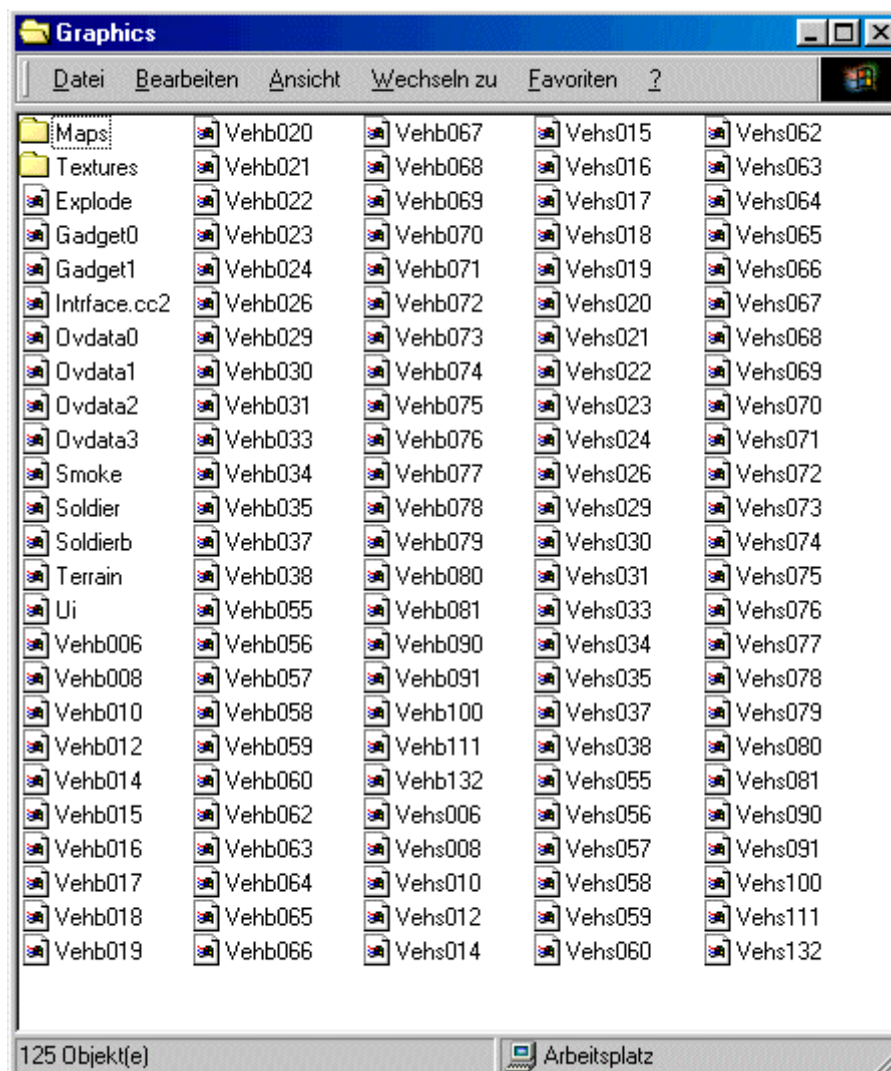 Graphics
Datei Bearbeiten Ansicht Wechseln zu Favoriten ?
Maps
Textures
Explode
Gadget0
Gadget1
Intrface.cc2
Ovdata0
Ovdata1
Ovdata2
Ovdata3
Smoke
Soldier
Soldierb
Terrain
Ui
Vehb006
Vehb008
Vehb010
Vehb012
Vehb014
Vehb015
Vehb016
Vehb017
Vehb018
Vehb019
Vehb020
Vehb021
Vehb022
Vehb023
Vehb024
Vehb026
Vehb029
Vehb030
Vehb031
Vehb033
Vehb034
Vehb035
Vehb037
Vehb038
Vehb055
Vehb056
Vehb057
Vehb058
Vehb059
Vehb060
Vehb062
Vehb063
Vehb064
Vehb065
Vehb066
Vehb067
Vehb068
Vehb069
Vehb070
Vehb071
Vehb072
Vehb073
Vehb074
Vehb075
Vehb076
Vehb077
Vehb078
Vehb079
Vehb080
Vehb081
Vehb090
Vehb091
Vehb100
Vehb111
Vehb132
Vehs006
Vehs008
Vehs010
Vehs012
Vehs014
Vehs015
Vehs016
Vehs017
Vehs018
Vehs019
Vehs020
Vehs021
Vehs022
Vehs023
Vehs024
Vehs026
Vehs029
Vehs030
Vehs031
Vehs033
Vehs034
Vehs035
Vehs037
Vehs038
Vehs055
Vehs056
Vehs057
Vehs058
Vehs059
Vehs060
Vehs062
Vehs063
Vehs064
Vehs065
Vehs066
Vehs067
Vehs068
Vehs069
Vehs070
Vehs071
Vehs072
Vehs073
Vehs074
Vehs075
Vehs076
Vehs077
Vehs078
Vehs079
Vehs080
Vehs081
Vehs090
Vehs091
Vehs100
Vehs111
Vehs132
125 Objekt(e)
Arbeitsplatz